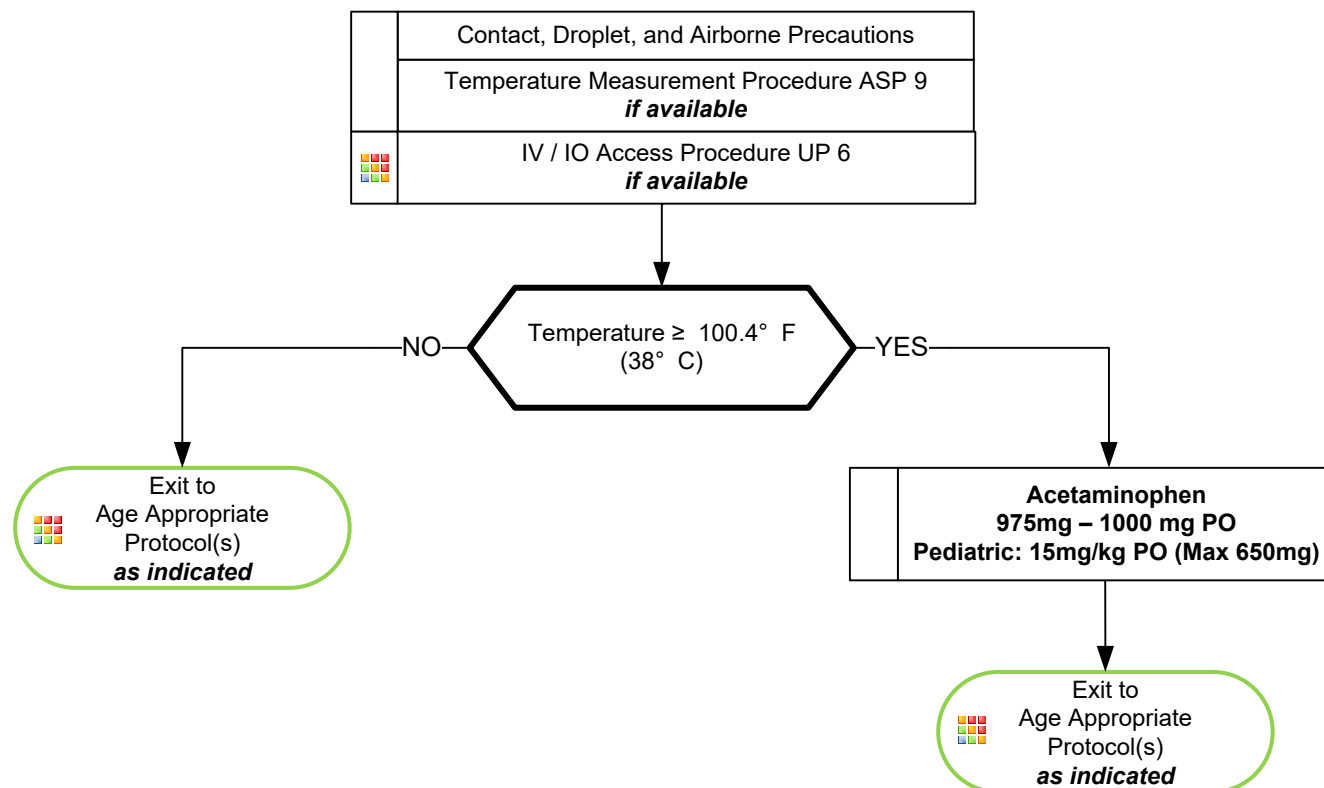 Contact, Droplet, and Airborne Precautions
Temperature Measurement Procedure ASP 9
if available
IV / IO Access Procedure UP 6
if available
Temperature ≥ 100.4° F
(38° C)
NO
YES
Exit to
Age Appropriate
Protocol(s)
as indicated
Acetaminophen
975mg – 1000 mg PO
Pediatric: 15mg/kg PO (Max 650mg)
Exit to
Age Appropriate
Protocol(s)
as indicated